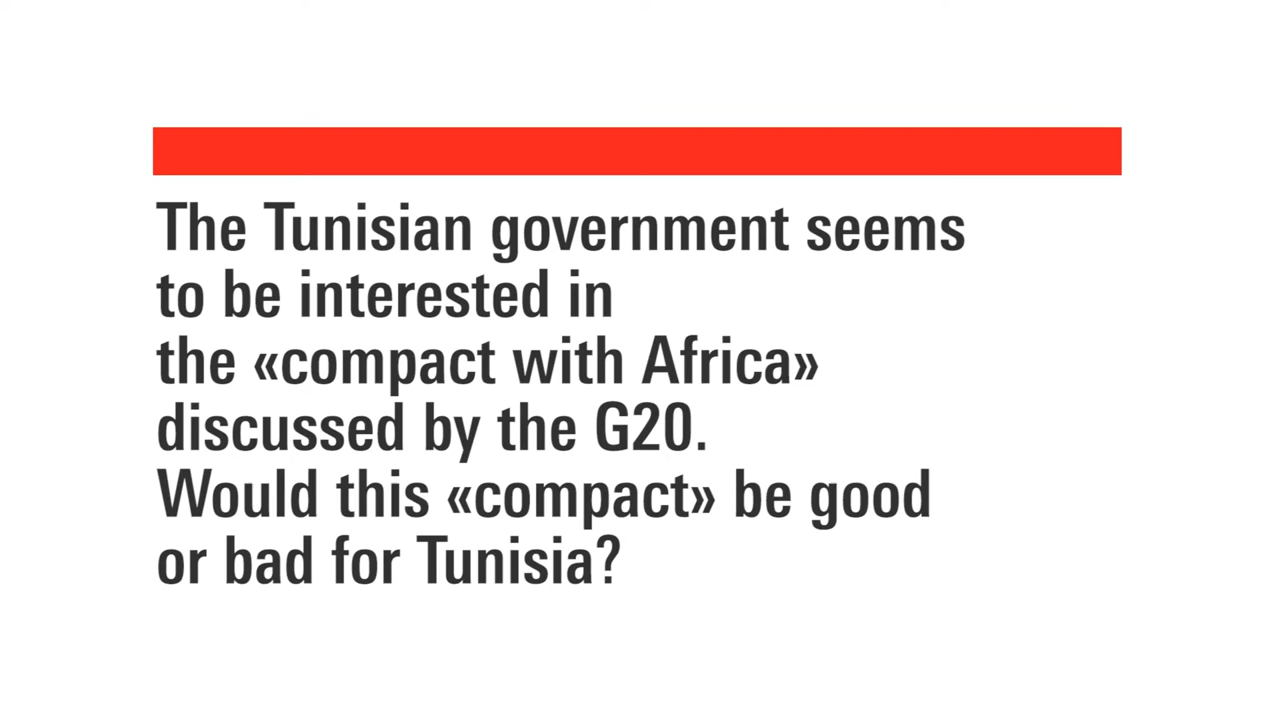 The Tunisian government seems
to be interested in
the «compact with Africa»
discussed by the G20.
Would this «compact» be good
or bad for Tunisia?